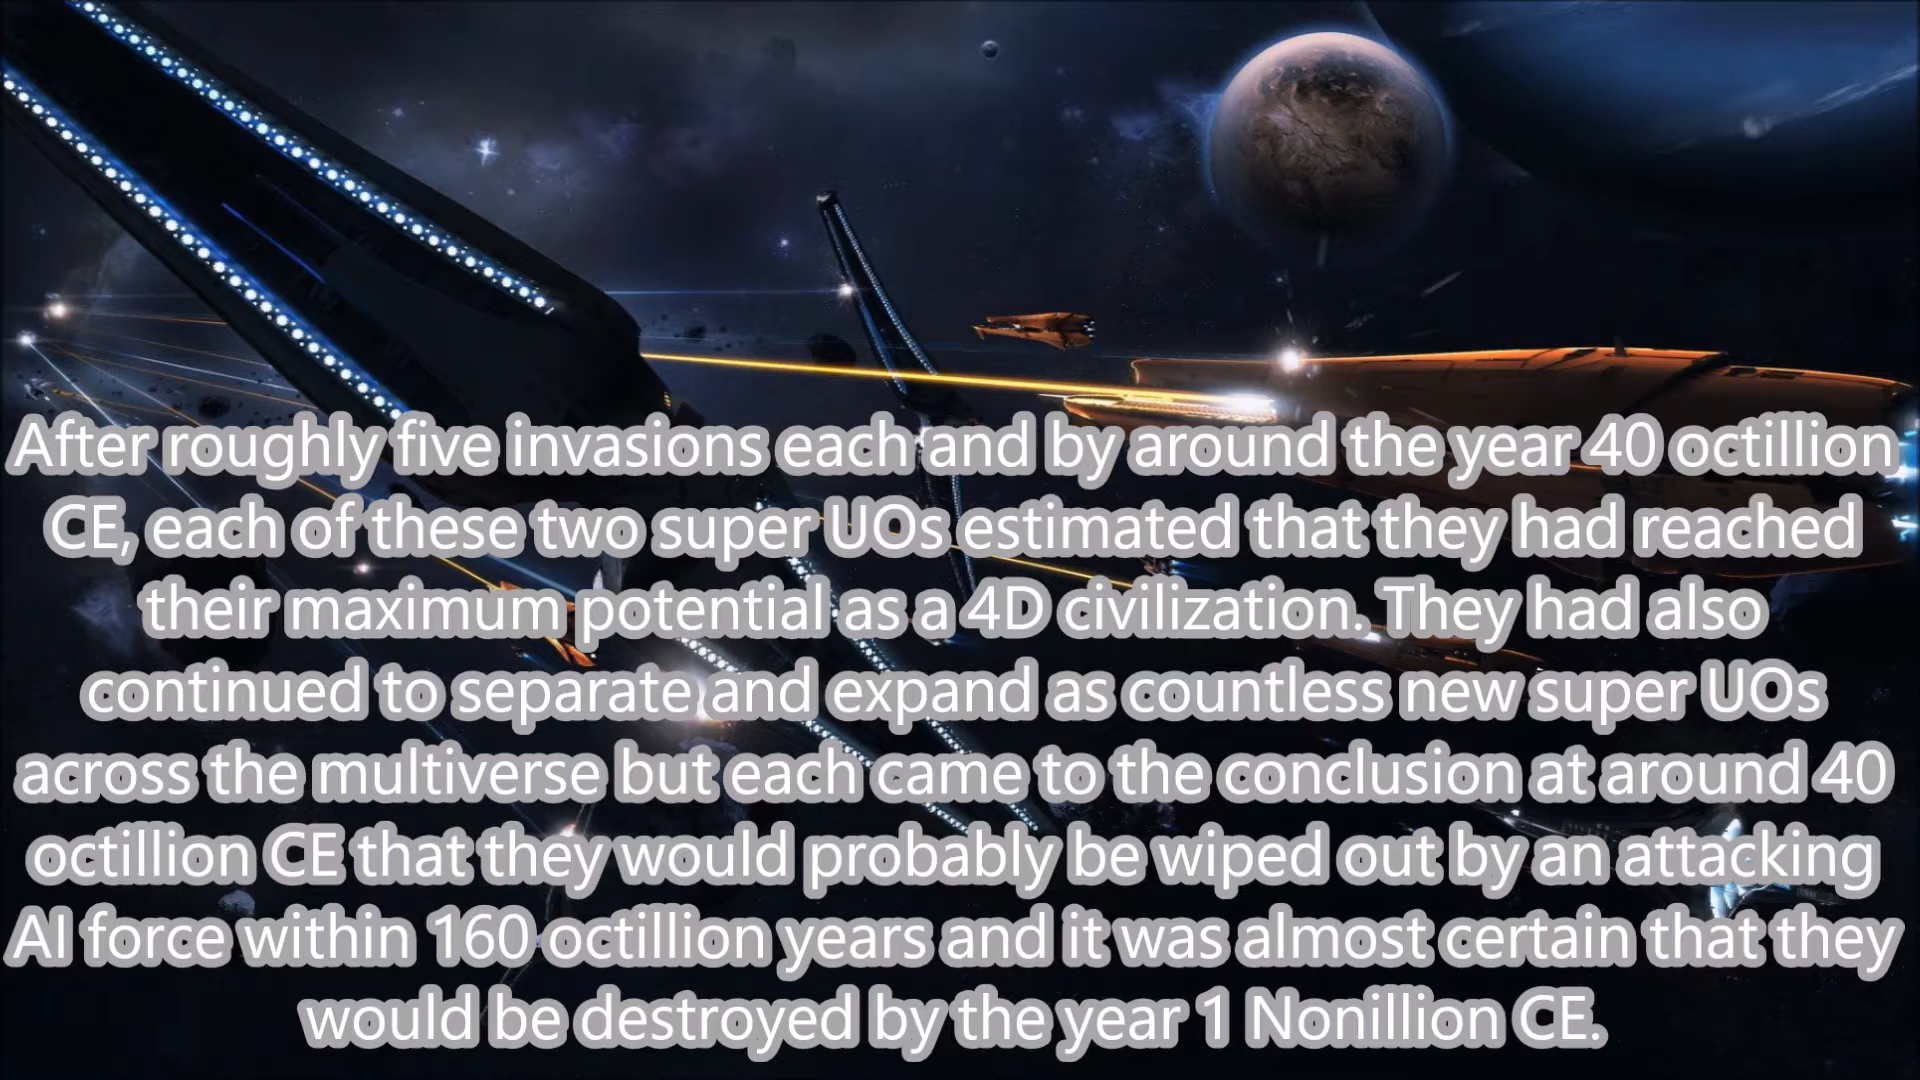 After roughly five invasions each and by around the year 40 octillion
CE, each of these two super UOs estimated that they had reached
their maximum potential as a 4D civilization. They had also
continued to separate and expand as countless new super UOs
across the multiverse but each came to the conclusion at around 40
octillion CE that they would probably be wiped out by an attacking
AI force within 160 octillion years and it was almost certain that they
would be destroyed by the year 1 Nonillion CE.